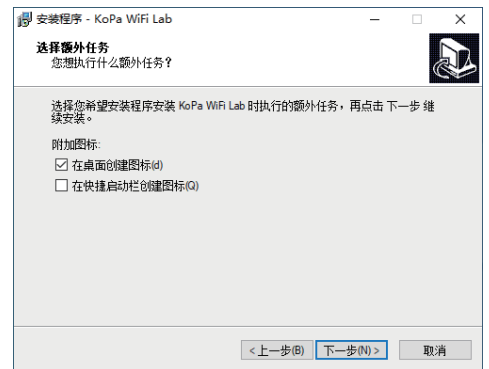 安装程序 - KoPa WiFi Lab
选择额外任务
您想执行什么额外任务?
选择您希望安装程序安装 KoPa WiFi Lab 时执行的额外任务，再点击 下一步 继
续安装。
附加图标:
在桌面创建图标(d)
在快捷启动栏创建图标(Q)
<上一步(B)
下一步(N) >
取消